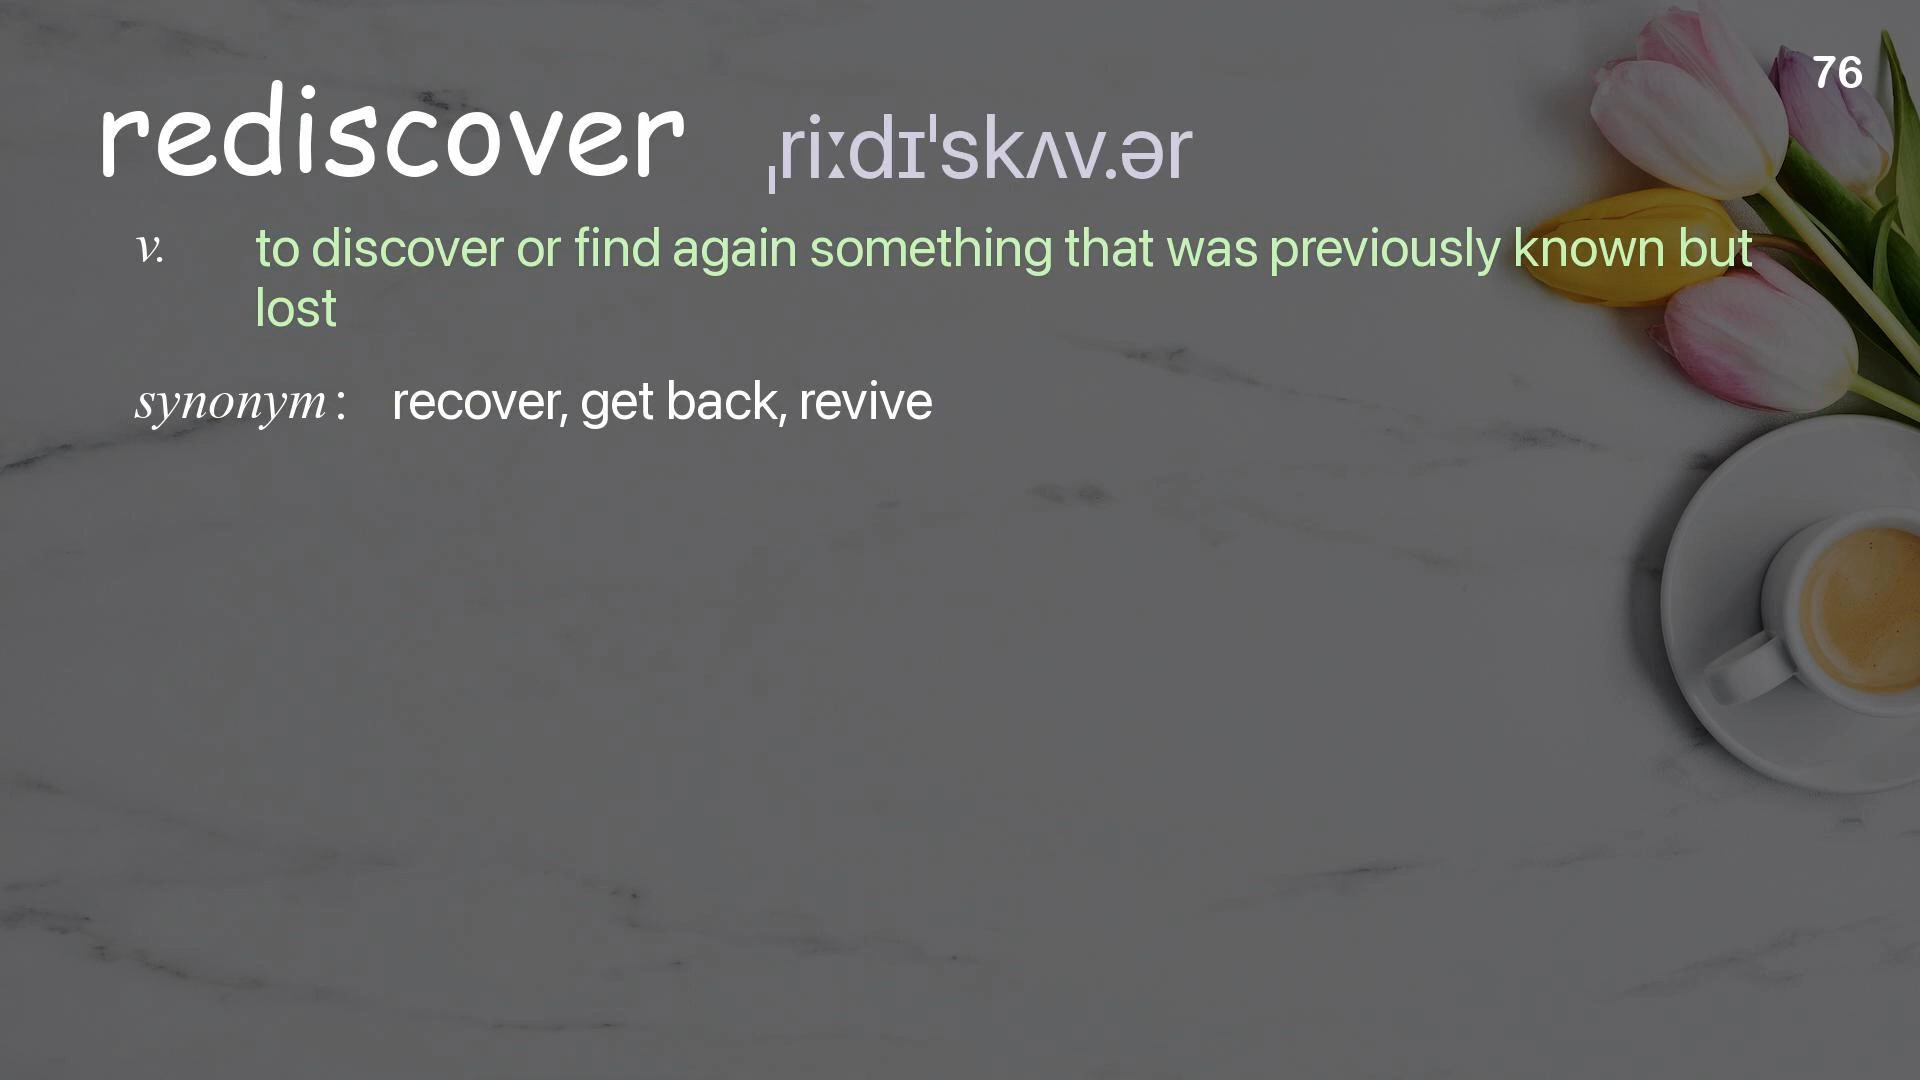 76
rediscover ˌriːdɪˈskʌv.ər
v. to discover or find again something that was previously known but
lost
synonym: recover, get back, revive